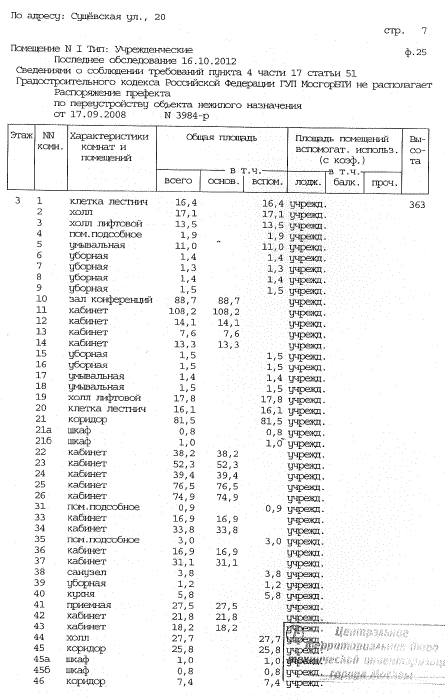 По адресу: Сущёвская ул., 20
стр. 7
Помещение N I Тип: Учрежденческие
ф.25
Последнее обследование 16.10.2012
Сведениями о соблюдении требований пункта 4 части 17 статьи 51
Градостроительного кодекса Российской Федерации ГУП МосгорБТИ не располагает
Распоряжение префекта
по переустройству объекта нежилого назначения
от 17.09.2008 N 3984-р
Этаж NN комн. Характеристики комнат и помещений Общая площадь Площадь помещений вспомогат. использ. (с коэф.) Вы-со-та
всего в т.ч. основ. вспом. в т.ч. лодж. балк. проч.
3 1 клетка лестнич 16,4 16,4 учрежд. 363
2 холл 17,1 17,1 учрежд.
3 холл лифтовой 13,5 13,5 учрежд.
4 пом.подсобное 1,9 1,9 учрежд.
5 умывальная 11,0 11,0 учрежд.
6 уборная 1,4 1,4 учрежд.
7 уборная 1,3 1,3 учрежд.
8 уборная 1,4 1,4 учрежд.
9 уборная 1,5 1,5 учрежд.
10 зал конференций 88,7 88,7 учрежд.
11 кабинет 108,2 108,2 учрежд.
12 кабинет 14,1 14,1 учрежд.
13 кабинет 7,6 7,6 учрежд.
14 кабинет 13,3 13,3 учрежд.
15 уборная 1,5 1,5 учрежд.
16 уборная 1,5 1,5 учрежд.
17 умывальная 1,4 1,4 учрежд.
18 умывальная 1,5 1,5 учрежд.
19 холл лифтовой 17,8 17,8 учрежд.
20 клетка лестнич 16,1 16,1 учрежд.
21 коридор 81,5 81,5 учрежд.
21а шкаф 0,8 0,8 учрежд.
21б шкаф 1,0 1,0 учрежд.
22 кабинет 38,2 38,2 учрежд.
23 кабинет 52,3 52,3 учрежд.
24 кабинет 39,4 39,4 учрежд.
25 кабинет 76,5 76,5 учрежд.
26 кабинет 74,9 74,9 учрежд.
31 пом.подсобное 0,9 0,9 учрежд.
33 кабинет 16,9 16,9 учрежд.
34 кабинет 33,8 33,8 учрежд.
35 пом.подсобное 3,0 3,0 учрежд.
36 кабинет 16,9 16,9 учрежд.
37 кабинет 31,1 31,1 учрежд.
38 санузел 3,8 3,8 учрежд.
39 уборная 1,2 1,2 учрежд.
40 кухня 5,8 5,8 учрежд.
41 приемная 27,5 27,5 учрежд.
42 кабинет 21,8 21,8 учрежд.
43 кабинет 18,2 18,2 учрежд.
44 холл 27,7 27,7 учрежд.
45 коридор 25,8 25,8 учрежд.
45а шкаф 1,0 1,0 учрежд.
45б шкаф 0,8 0,8 учрежд.
46 коридор 7,4 7,4 учрежд.
Центральное
территориальное бюро
технической инвентаризации
города Москвы